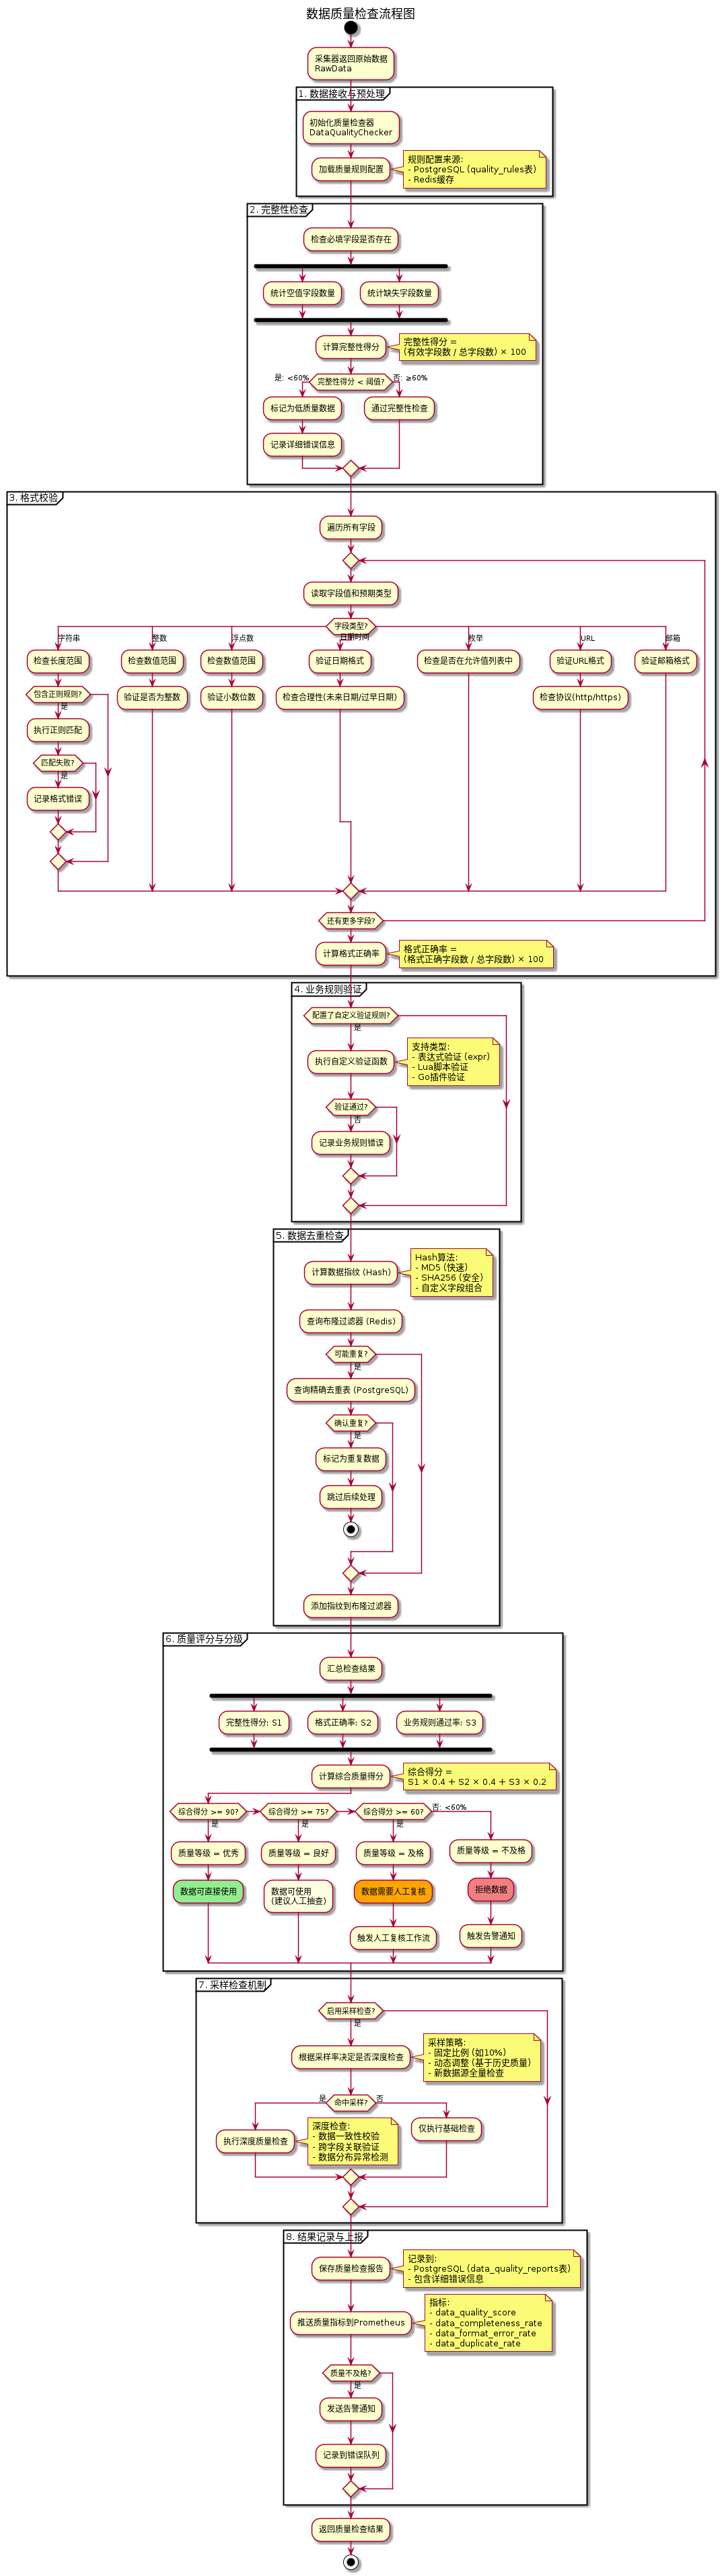 数据质量检查流程图
采集器返回原始数据
RawData
1. 数据接收与预处理
初始化质量检查器
DataQualityChecker
加载质量规则配置
规则配置来源:
- PostgreSQL (quality_rules表)
- Redis缓存
2. 完整性检查
检查必填字段是否存在
统计空值字段数量
统计缺失字段数量
计算完整性得分
完整性得分 =
(有效字段数 / 总字段数) × 100
是: <60%
完整性得分 < 阈值?
否: ≥60%
标记为低质量数据
通过完整性检查
记录详细错误信息
3. 格式校验
遍历所有字段
读取字段值和预期类型
字段类型?
字符串
整数
浮点数
日期时间
枚举
URL
邮箱
检查长度范围
检查数值范围
检查数值范围
验证日期格式
检查是否在允许值列表中
验证URL格式
验证邮箱格式
包含正则规则?
是
验证是否为整数
验证小数位数
检查合理性(未来日期/过早日期)
检查协议(http/https)
执行正则匹配
匹配失败?
是
记录格式错误
还有更多字段?
计算格式正确率
格式正确率 =
(格式正确字段数 / 总字段数) × 100
4. 业务规则验证
配置了自定义验证规则?
是
执行自定义验证函数
支持类型:
- 表达式验证 (expr)
- Lua脚本验证
- Go插件验证
验证通过?
否
记录业务规则错误
5. 数据去重检查
计算数据指纹 (Hash)
Hash算法:
- MD5 (快速)
- SHA256 (安全)
- 自定义字段组合
查询布隆过滤器 (Redis)
可能重复?
是
查询精确去重表 (PostgreSQL)
确认重复?
是
标记为重复数据
跳过后续处理
添加指纹到布隆过滤器
6. 质量评分与分级
汇总检查结果
完整性得分: S1
格式正确率: S2
业务规则通过率: S3
计算综合质量得分
综合得分 =
S1 × 0.4 + S2 × 0.4 + S3 × 0.2
综合得分 >= 90?
综合得分 >= 75?
综合得分 >= 60?
否: <60%
是
是
是
质量等级 = 优秀
质量等级 = 良好
质量等级 = 及格
质量等级 = 不及格
数据可直接使用
数据可使用
(建议人工抽查)
数据需要人工复核
拒绝数据
触发人工复核工作流
触发告警通知
7. 采样检查机制
启用采样检查?
是
根据采样率决定是否深度检查
采样策略:
- 固定比例 (如10%)
- 动态调整 (基于历史质量)
- 新数据源全量检查
是
命中采样?
否
执行深度质量检查
深度检查:
- 数据一致性校验
- 跨字段关联验证
- 数据分布异常检测
仅执行基础检查
8. 结果记录与上报
保存质量检查报告
记录到:
- PostgreSQL (data_quality_reports表)
- 包含详细错误信息
推送质量指标到Prometheus
指标:
- data_quality_score
- data_completeness_rate
- data_format_error_rate
- data_duplicate_rate
质量不及格?
是
发送告警通知
记录到错误队列
返回质量检查结果